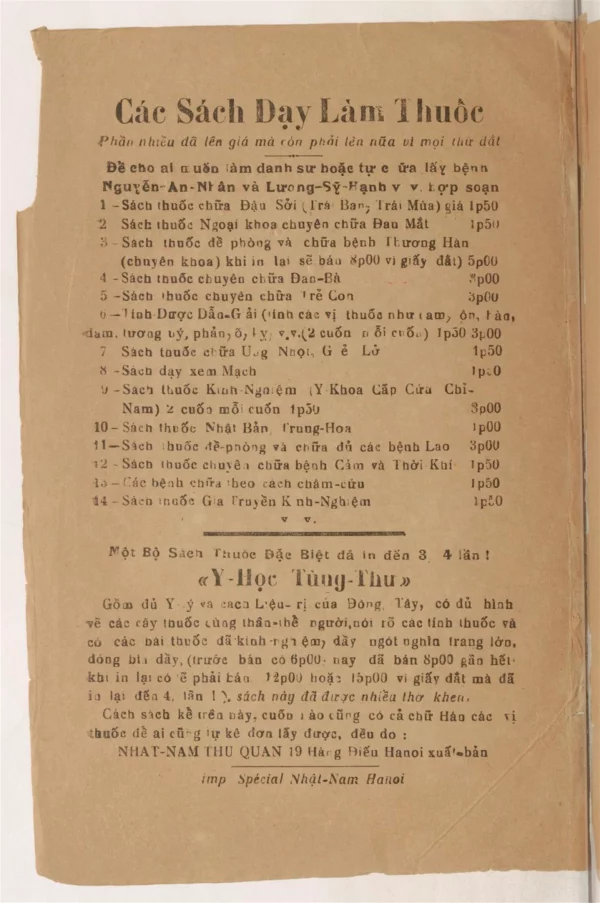 Các Sách Dạy Làm Thuốc
Phần nhiều đã lên giá mà còn phải lên nữa vì mọi thứ đắt
Để cho ai muốn làm danh sư hoặc tự chữa lấy bệnh
Nguyễn-An-Nhân và Lương-Sỹ-Hạnh v v. hợp soạn
1 -Sách thuốc chữa Đậu Sởi (Trái Ban, Trái Mùa) giá 1p50
2 Sách thuốc Ngoại khoa chuyên chữa Đau Mắt 1p50
3 -Sách thuốc đề phòng và chữa bệnh Thương Hàn
(chuyên khoa) khi in lại sẽ bán 8p00 vì giấy đắt) 5p00
4 -Sách thuốc chuyên chữa Đàn-Bà 3p00
5 -Sách thuốc chuyên chữa Trẻ Con 3p00
6 -Tính Dược Dẫn-Giải (tính các vị thuốc như cam, ôn, hàn,
đạm, lương uý, phản, ố, kỵ, v.v.(2 cuốn mỗi cuốn) 1p50 3p00
7 Sách thuốc chữa Ung Nhọt, Ghẻ Lở 1p50
8 -Sách dạy xem Mạch 1p50
9 -Sách thuốc Kinh-Nghiệm (Y Khoa Cấp Cứu Chỉ-
Nam) 2 cuốn mỗi cuốn 1p50 3p00
10-Sách thuốc Nhật Bản, Trung-Hoa 1p00
11-Sách thuốc đề-phòng và chữa đủ các bệnh Lao 3p00
12 -Sách thuốc chuyên chữa bệnh Cảm và Thời Khí 1p50
13-Các bệnh chữa theo cách châm-cứu 1p50
14 -Sách thuốc Gia Truyền Kinh-Nghiệm 1p50
v v.
Một Bộ Sách Thuốc Đặc Biệt đã in đến 3, 4 lần !
«Y-Học Tùng-Thư»
Gồm đủ Y lý và cách Liệu-trị của Đông, Tây, có đủ hình
vẽ các cây thuốc cùng thân-thể người,nói rõ các tính thuốc và
có các bài thuốc đã kinh-nghiệm, dầy ngót nghìn trang lớn,
đóng bìa dầy, (trước bán có 6p00 nay đã bán 8p00 gần hết
khi in lại có lẽ phải bán 12p00 hoặc 15p00 vì giấy đắt mà đã
in lại đến 4 lần ! ), sách này đã được nhiều thơ khen.
Cách sách kể trên này, cuốn nào cũng có cả chữ Hán các vị
thuốc để ai cũng tự kê đơn lấy được, đều do :
NHAT-NAM THU QUAN 19 Hàng Điếu Hanoi xuất-bản
imp Spécial Nhật-Nam Hanoi